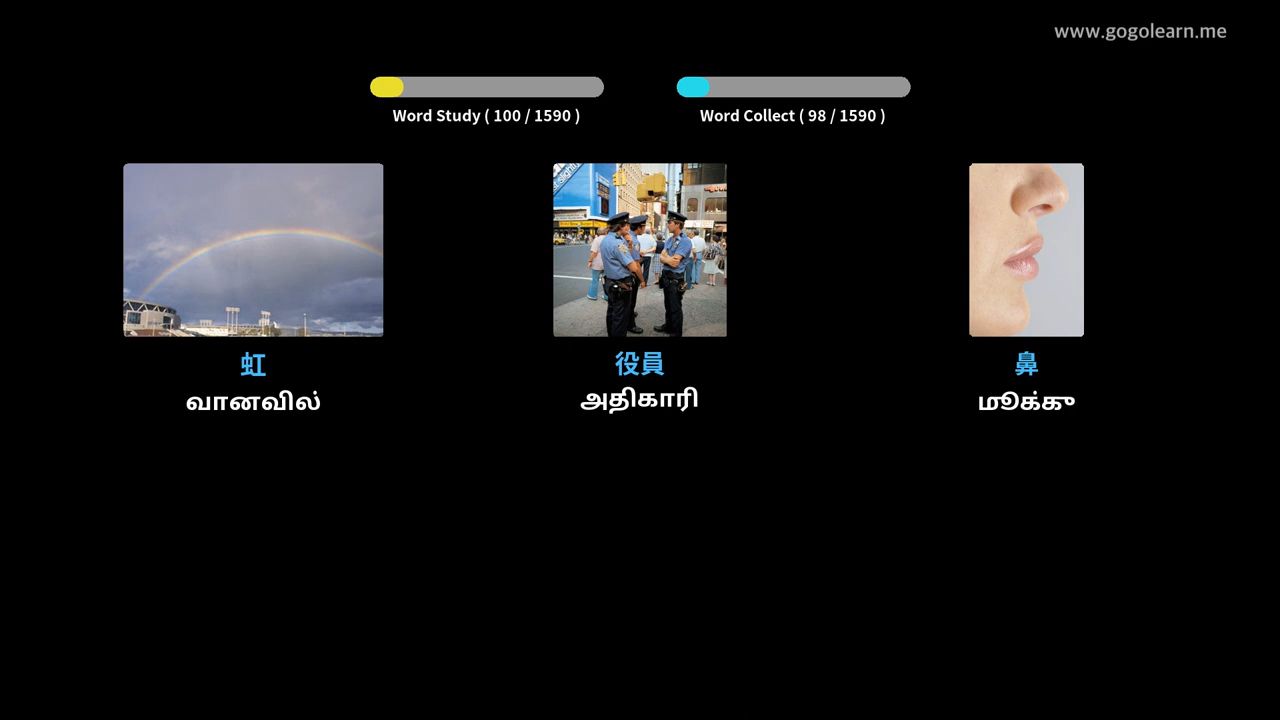 www.gogolearn.me
Word Study ( 100 / 1590 )
Word Collect ( 98 / 1590 )
虹
役員
鼻
வானவில்
அதிகாரி
மூக்கு